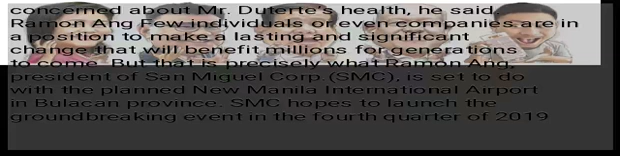 concerned about Mr. Duterte's health, he said
Ramon Ang Few individuals or even companies are in
a position to make a lasting and significant
change that will benefit millions for generations
to come. But that is precisely what Ramon Ang,
president of San Miguel Corp.(SMC), is set to do
with the planned New Manila International Airport
in Bulacan province. SMC hopes to launch the
groundbreaking event in the fourth quarter of 2019